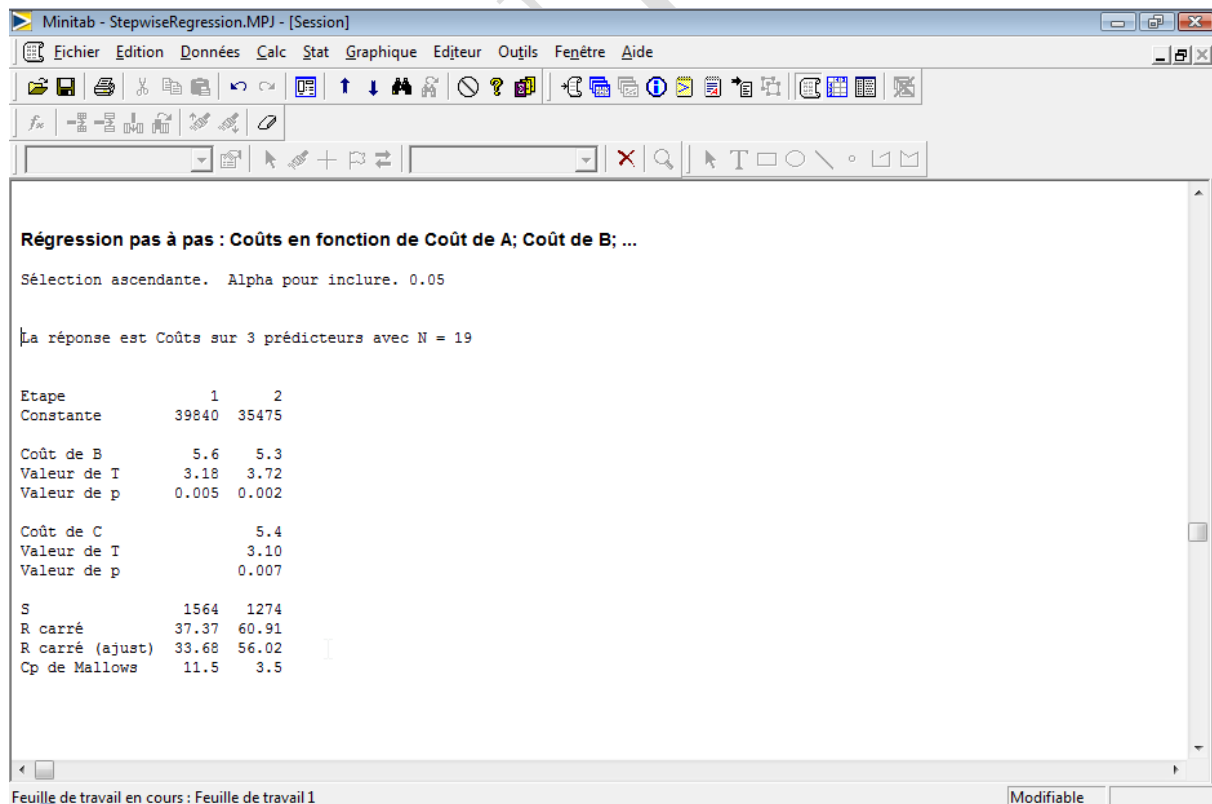 Minitab - StepwiseRegression.MPJ - [Session]
Fichier Edition Données Calc Stat Graphique Editeur Outils Fenêtre Aide
Régression pas à pas : Coûts en fonction de Coût de A; Coût de B; ...
Sélection ascendante. Alpha pour inclure. 0.05
La réponse est Coûts sur 3 prédicteurs avec N = 19
Etape 1 2
Constante 39840 35475
Coût de B 5.6 5.3
Valeur de T 3.18 3.72
Valeur de p 0.005 0.002
Coût de C 5.4
Valeur de T 3.10
Valeur de p 0.007
S 1564 1274
R carré 37.37 60.91
R carré (ajust) 33.68 56.02
Cp de Mallows 11.5 3.5
Feuille de travail en cours : Feuille de travail 1
Modifiable